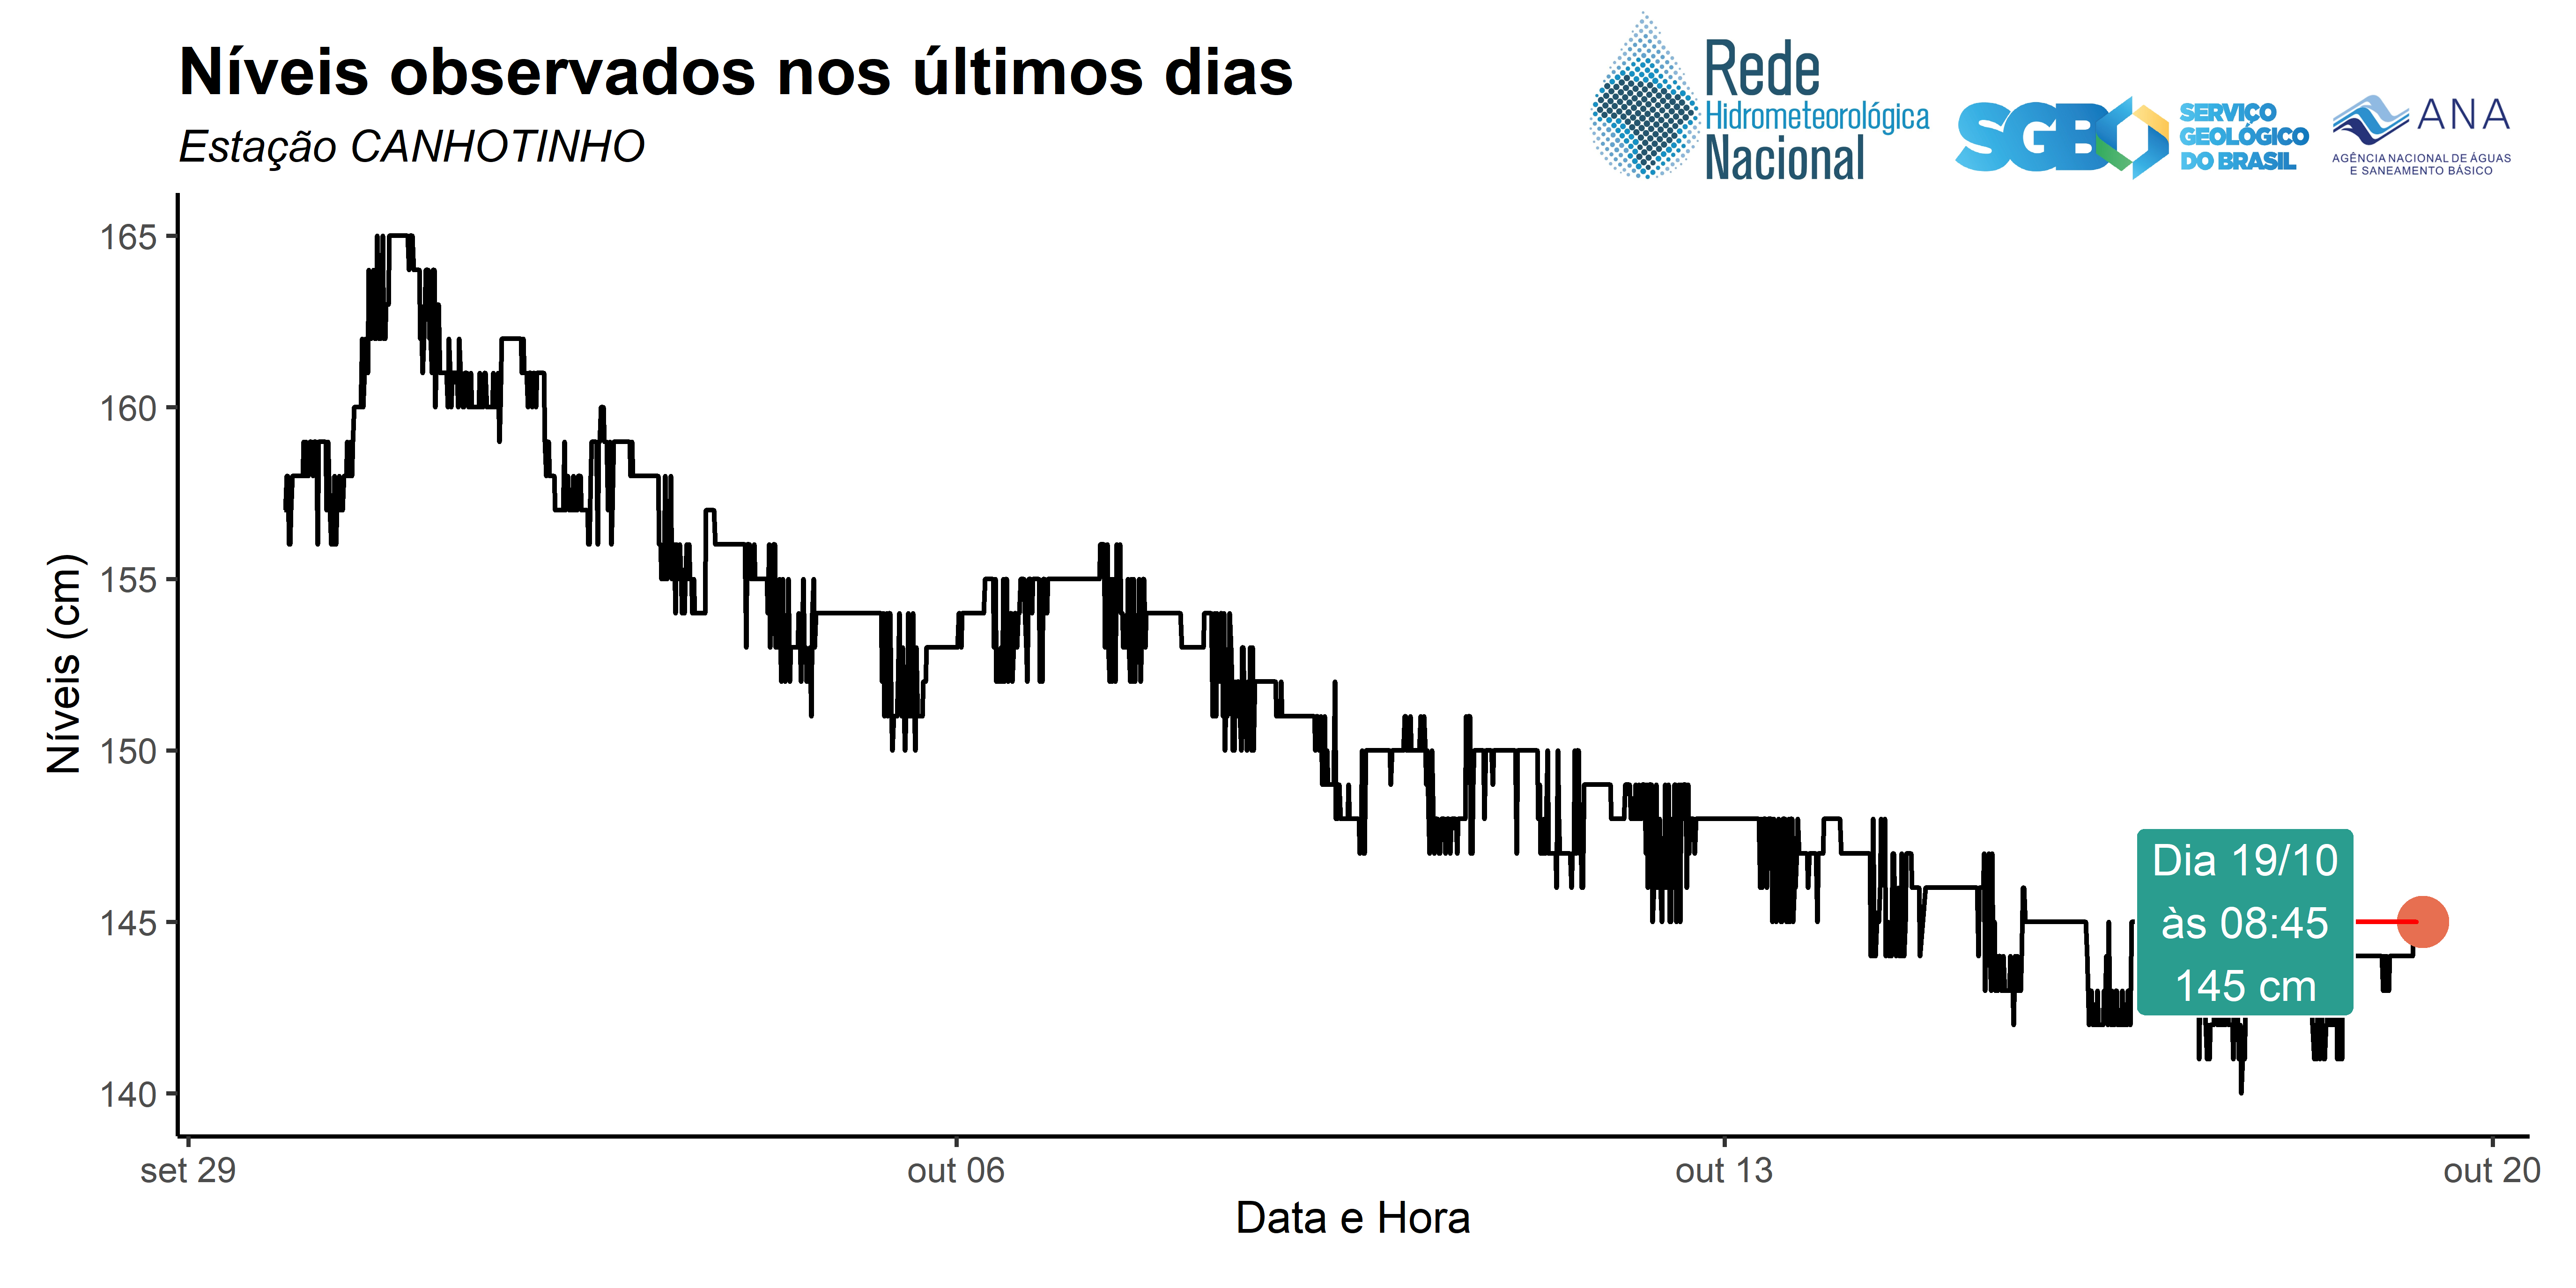 Níveis observados nos últimos dias
Estação CANHOTINHO
Rede
Hidrometeorológica
Nacional
SGB
SERVIÇO
GEOLÓGICO
DO BRASIL
ANA
AGÊNCIA NACIONAL DE ÁGUAS
E SANEAMENTO BÁSICO
Níveis (cm)
165
160
155
150
145
140
Dia 19/10
às 08:45
145 cm
set 29
out 06
out 13
out 20
Data e Hora